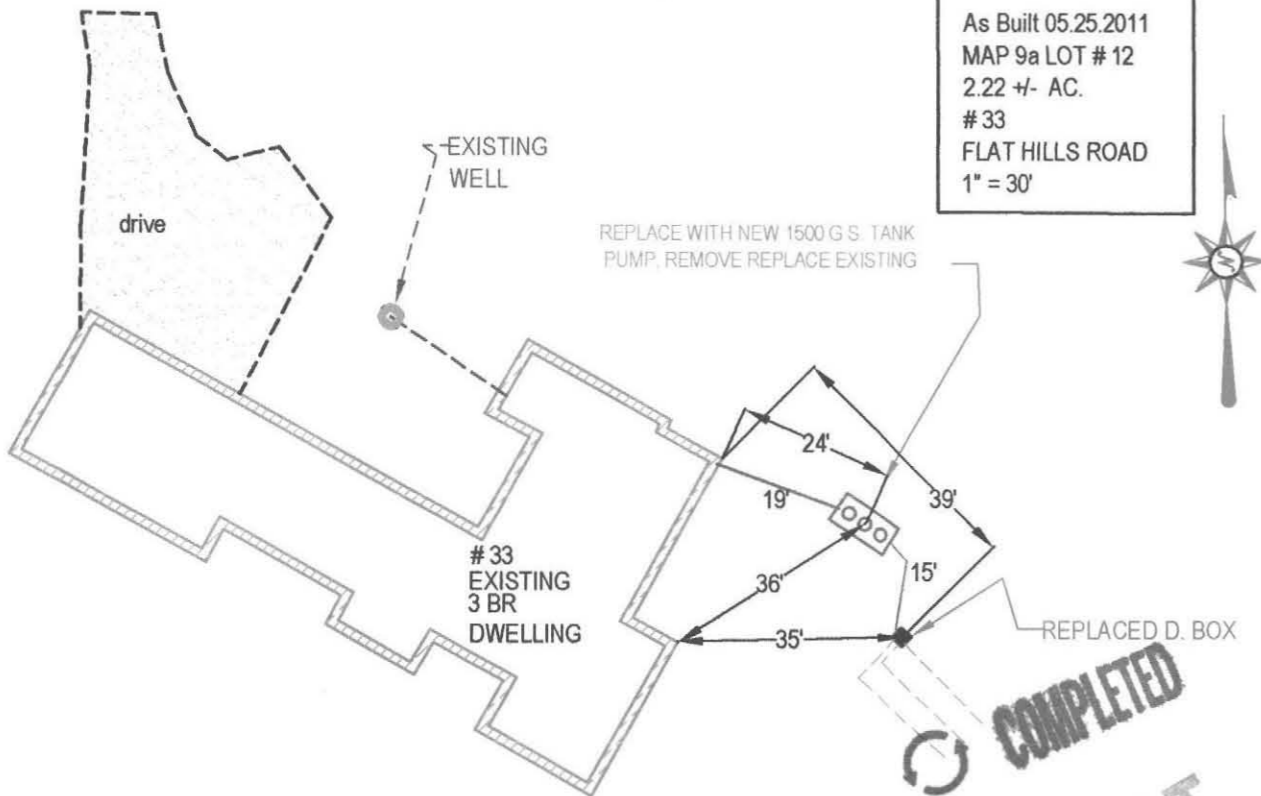 As Built 05.25.2011
MAP 9a LOT # 12
2.22 +/- AC.
# 33
FLAT HILLS ROAD
1" = 30'
EXISTING
WELL
drive
REPLACE WITH NEW 1500 G S. TANK
PUMP, REMOVE REPLACE EXISTING
24'
19'
39'
# 33
EXISTING
3 BR
DWELLING
36'
15'
35'
REPLACED D. BOX
COMPLETED